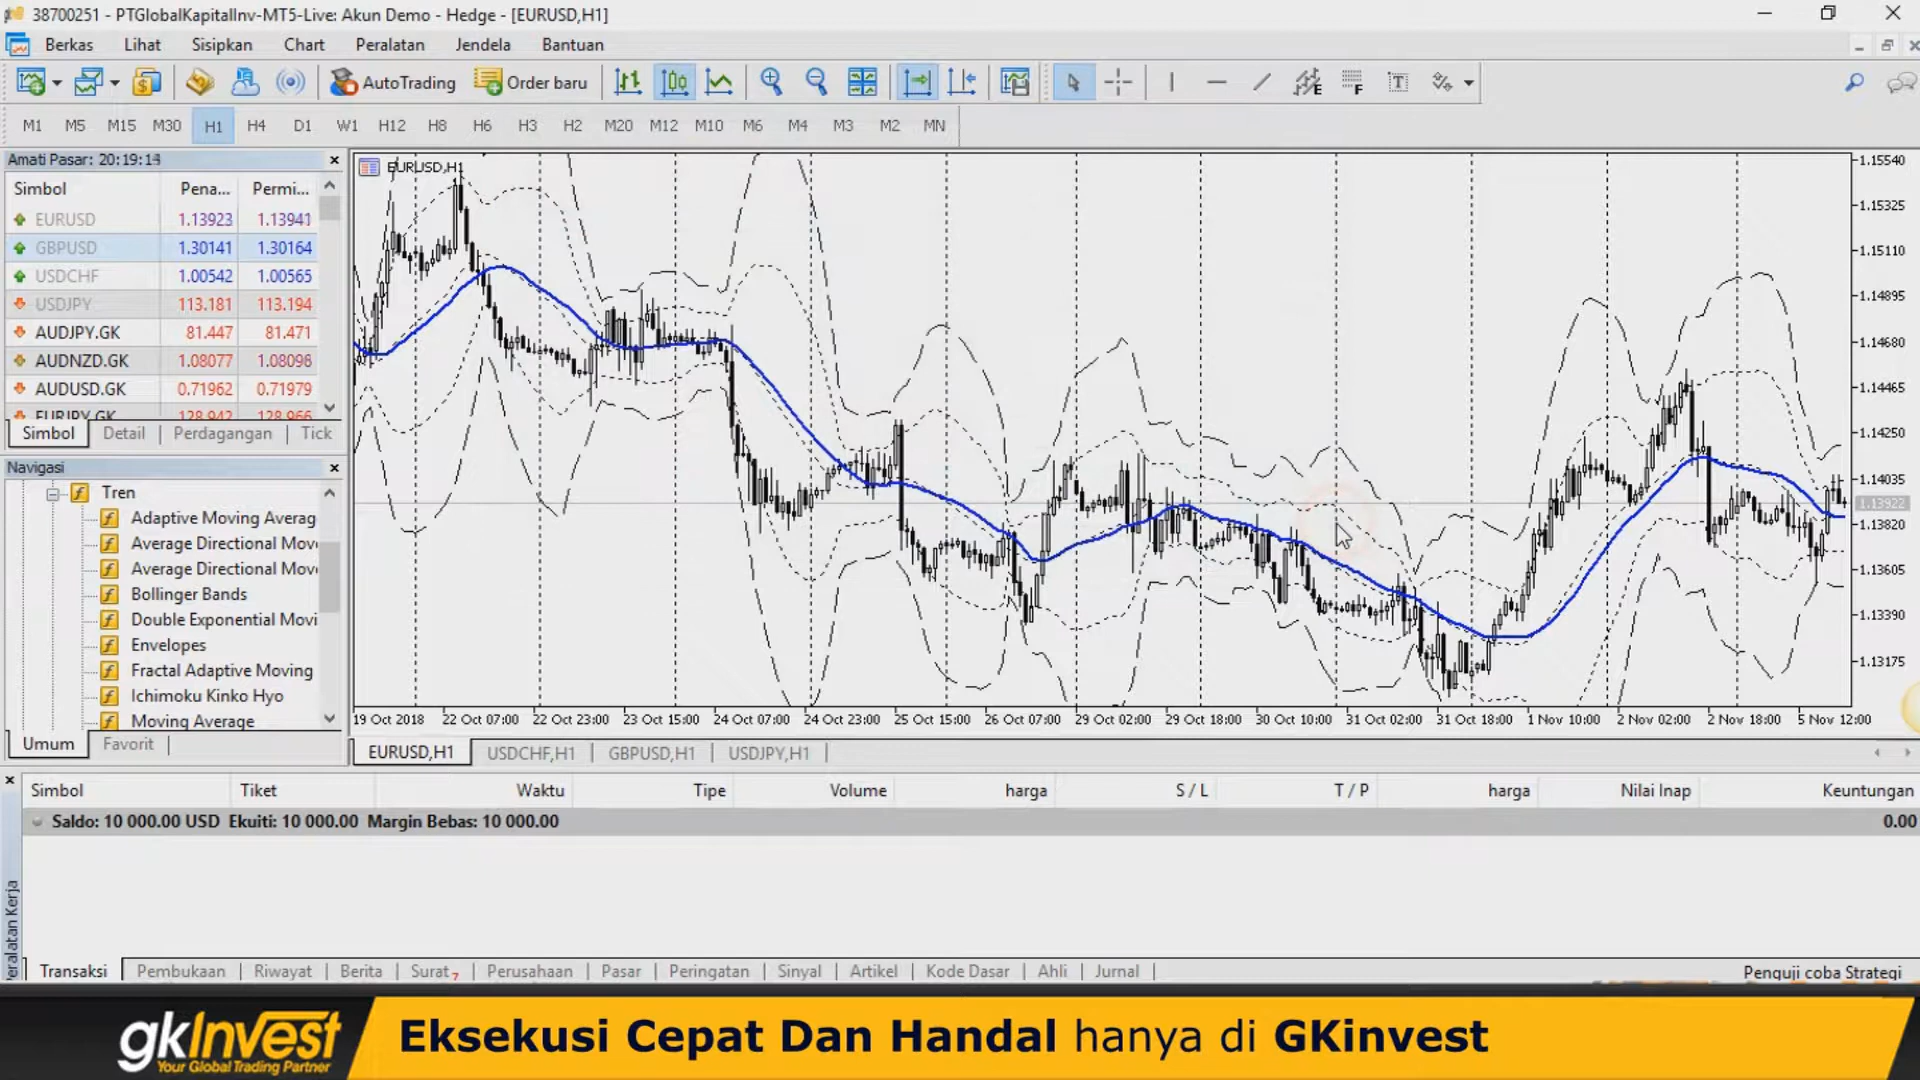 38700251 - PTGlobalKapitalInv-MT5-Live: Akun Demo - Hedge - [EURUSD,H1]
Berkas Lihat Sisipkan Chart Peralatan Jendela Bantuan
AutoTrading Order baru
M1 M5 M15 M30 H1 H4 D1 W1 H12 H8 H6 H3 H2 M20 M12 M10 M6 M4 M3 M2 MN
Amati Pasar: 20:19:14
Simbol Pena... Permi...
EURUSD 1.13923 1.13941
GBPUSD 1.30141 1.30164
USDCHF 1.00542 1.00565
USDJPY 113.181 113.194
AUDJPY.GK 81.447 81.471
AUDNZD.GK 1.08077 1.08098
AUDUSD.GK 0.71962 0.71979
EURJPY.GK 128.942 128.966
Simbol Detail Perdagangan Tick
Navigasi
Tren
Adaptive Moving Averag
Average Directional Mov
Average Directional Mov
Bollinger Bands
Double Exponential Movi
Envelopes
Fractal Adaptive Moving
Ichimoku Kinko Hyo
Moving Average
Umum Favorit
EURUSD,H1
1.15540
1.15325
1.15110
1.14895
1.14680
1.14465
1.14250
1.14035
1.13922
1.13820
1.13605
1.13390
1.13175
19 Oct 2018 22 Oct 07:00 22 Oct 23:00 23 Oct 15:00 24 Oct 07:00 24 Oct 23:00 25 Oct 15:00 26 Oct 07:00 29 Oct 02:00 29 Oct 18:00 30 Oct 10:00 31 Oct 02:00 31 Oct 18:00 1 Nov 10:00 2 Nov 02:00 2 Nov 18:00 5 Nov 12:00
EURUSD,H1 USDCHF,H1 GBPUSD,H1 USDJPY,H1
Simbol Tiket Waktu Tipe Volume harga S / L T / P harga Nilai Inap Keuntungan
Saldo: 10 000.00 USD Ekuiti: 10 000.00 Margin Bebas: 10 000.00 0.00
Peralatan Kerja
Transaksi Pembukaan Riwayat Berita Surat 7 Perusahaan Pasar Peringatan Sinyal Artikel Kode Dasar Ahli Jurnal Penguji coba Strategi
gkInvest
Your Global Trading Partner
Eksekusi Cepat Dan Handal hanya di GKinvest